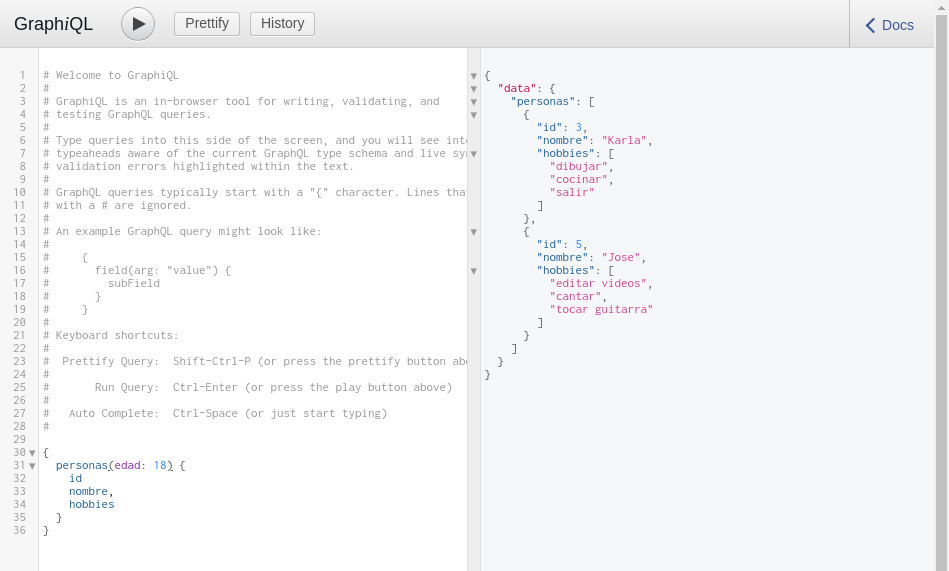 GraphiQL
Prettify
History
Docs
1 # Welcome to GraphiQL
2 #
3 # GraphiQL is an in-browser tool for writing, validating, and
4 # testing GraphQL queries.
5 #
6 # Type queries into this side of the screen, and you will see
7 # typeaheads aware of the current GraphQL type schema and live
8 # validation errors highlighted within the text.
9 #
10 # GraphQL queries typically start with a "{" character. Lines
11 # with a # are ignored.
12 #
13 # An example GraphQL query might look like:
14 #
15 #     {
16 #       field(arg: "value") {
17 #         subField
18 #       }
19 #     }
20 #
21 # Keyboard shortcuts:
22 #
23 #  Prettify Query:  Shift-Ctrl-P (or press the prettify button
24 #
25 #       Run Query:  Ctrl-Enter (or press the play button above)
26 #
27 #   Auto Complete:  Ctrl-Space (or just start typing)
28 #
29
30 {
31   personas(edad: 18) {
32     id
33     nombre,
34     hobbies
35   }
36 }
{
  "data": {
    "personas": [
      {
        "id": 3,
        "nombre": "Karla",
        "hobbies": [
          "dibujar",
          "cocinar",
          "salir"
        ]
      },
      {
        "id": 5,
        "nombre": "Jose",
        "hobbies": [
          "editar videos",
          "cantar",
          "tocar guitarra"
        ]
      }
    ]
  }
}